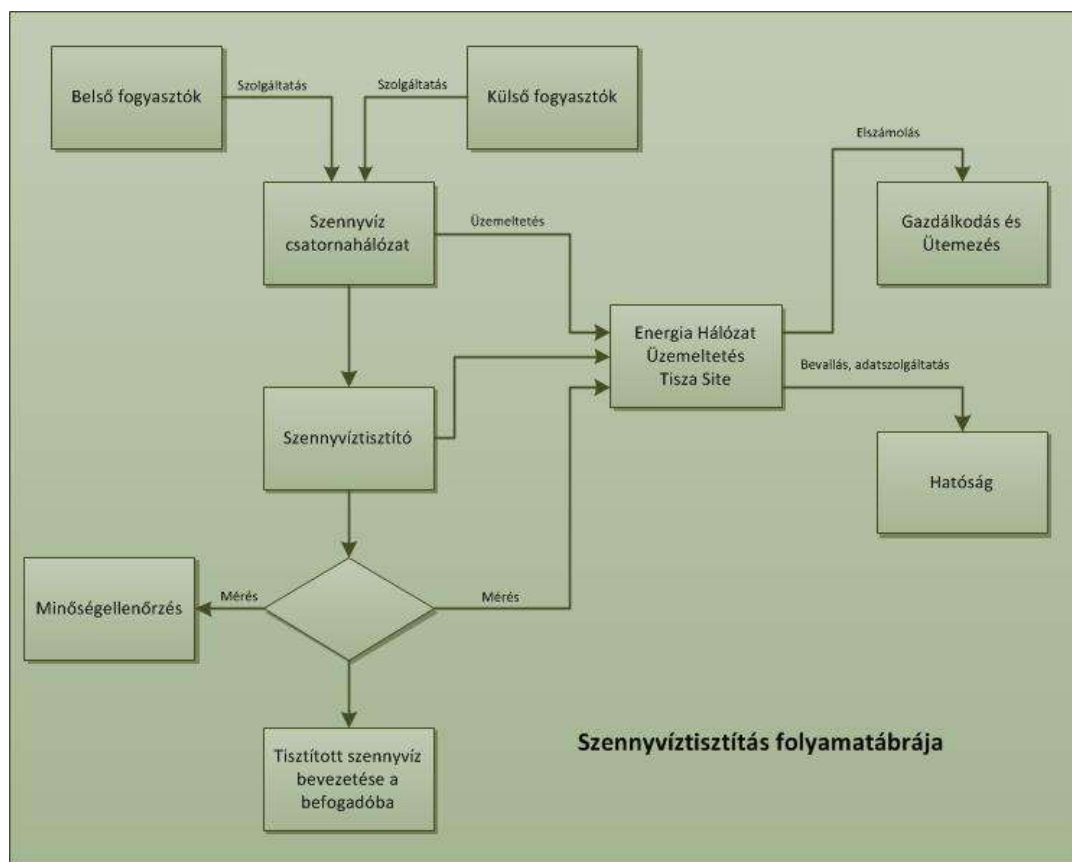 Belső fogyasztók
Szolgáltatás
Szolgáltatás
Külső fogyasztók
Elszámolás
Szennyvíz
csatornahálózat
Üzemeltetés
Gazdálkodás és
Ütemezés
Energia Hálózat
Üzemeltetés
Tisza Site
Bevallás, adatszolgáltatás
Szennyvíztisztító
Hatóság
Minőségellenőrzés
Mérés
Mérés
Tisztított szennyvíz
bevezetése a
befogadóba
Szennyvíztisztítás folyamatábrája